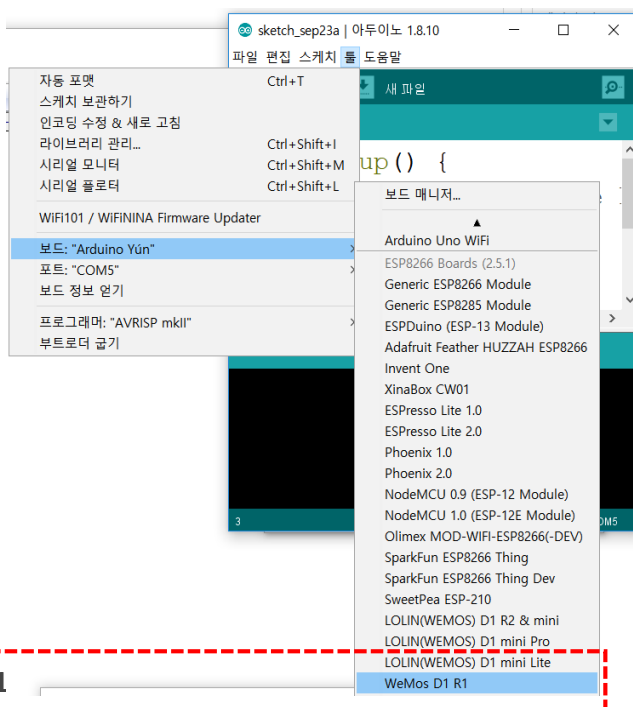 sketch_sep23a | 아두이노 1.8.10
파일 편집 스케치 툴 도움말
자동 포맷 Ctrl+T
스케치 보관하기
인코딩 수정 & 새로 고침
라이브러리 관리... Ctrl+Shift+I
시리얼 모니터 Ctrl+Shift+M
시리얼 플로터 Ctrl+Shift+L
WiFi101 / WiFiNINA Firmware Updater
보드: "Arduino Yún"
포트: "COM5"
보드 정보 얻기
프로그래머: "AVRISP mkII"
부트로더 굽기
새 파일
up() {
보드 매니저...
Arduino Uno WiFi
ESP8266 Boards (2.5.1)
Generic ESP8266 Module
Generic ESP8285 Module
ESPDuino (ESP-13 Module)
Adafruit Feather HUZZAH ESP8266
Invent One
XinaBox CW01
ESPresso Lite 1.0
ESPresso Lite 2.0
Phoenix 1.0
Phoenix 2.0
NodeMCU 0.9 (ESP-12 Module)
NodeMCU 1.0 (ESP-12E Module)
Olimex MOD-WIFI-ESP8266(-DEV)
SparkFun ESP8266 Thing
SparkFun ESP8266 Thing Dev
SweetPea ESP-210
LOLIN(WEMOS) D1 R2 & mini
LOLIN(WEMOS) D1 mini Pro
LOLIN(WEMOS) D1 mini Lite
WeMos D1 R1
3
OM5
1